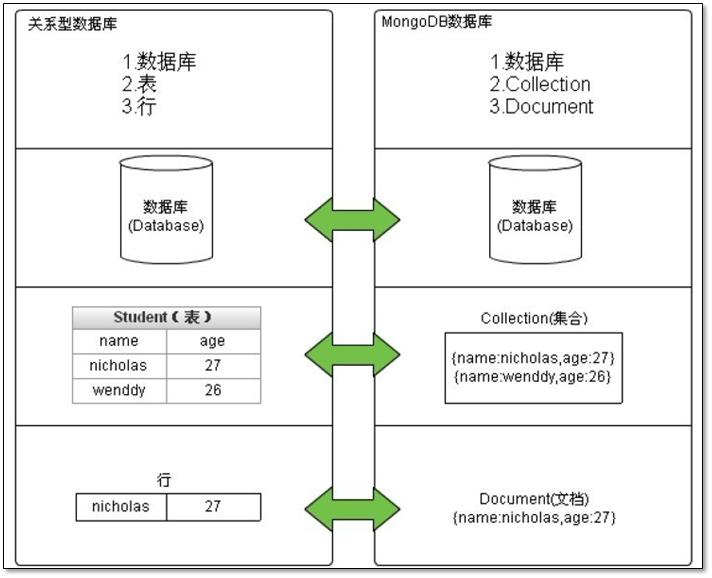 关系型数据库
1.数据库
2.表
3.行
数据库
(Database)
Student（表）
name age
nicholas 27
wenddy 26
行
nicholas 27
MongoDB数据库
1.数据库
2.Collection
3.Document
数据库
(Database)
Collection(集合)
{name:nicholas,age:27}
{name:wenddy,age:26}
Document(文档)
{name:nicholas,age:27}